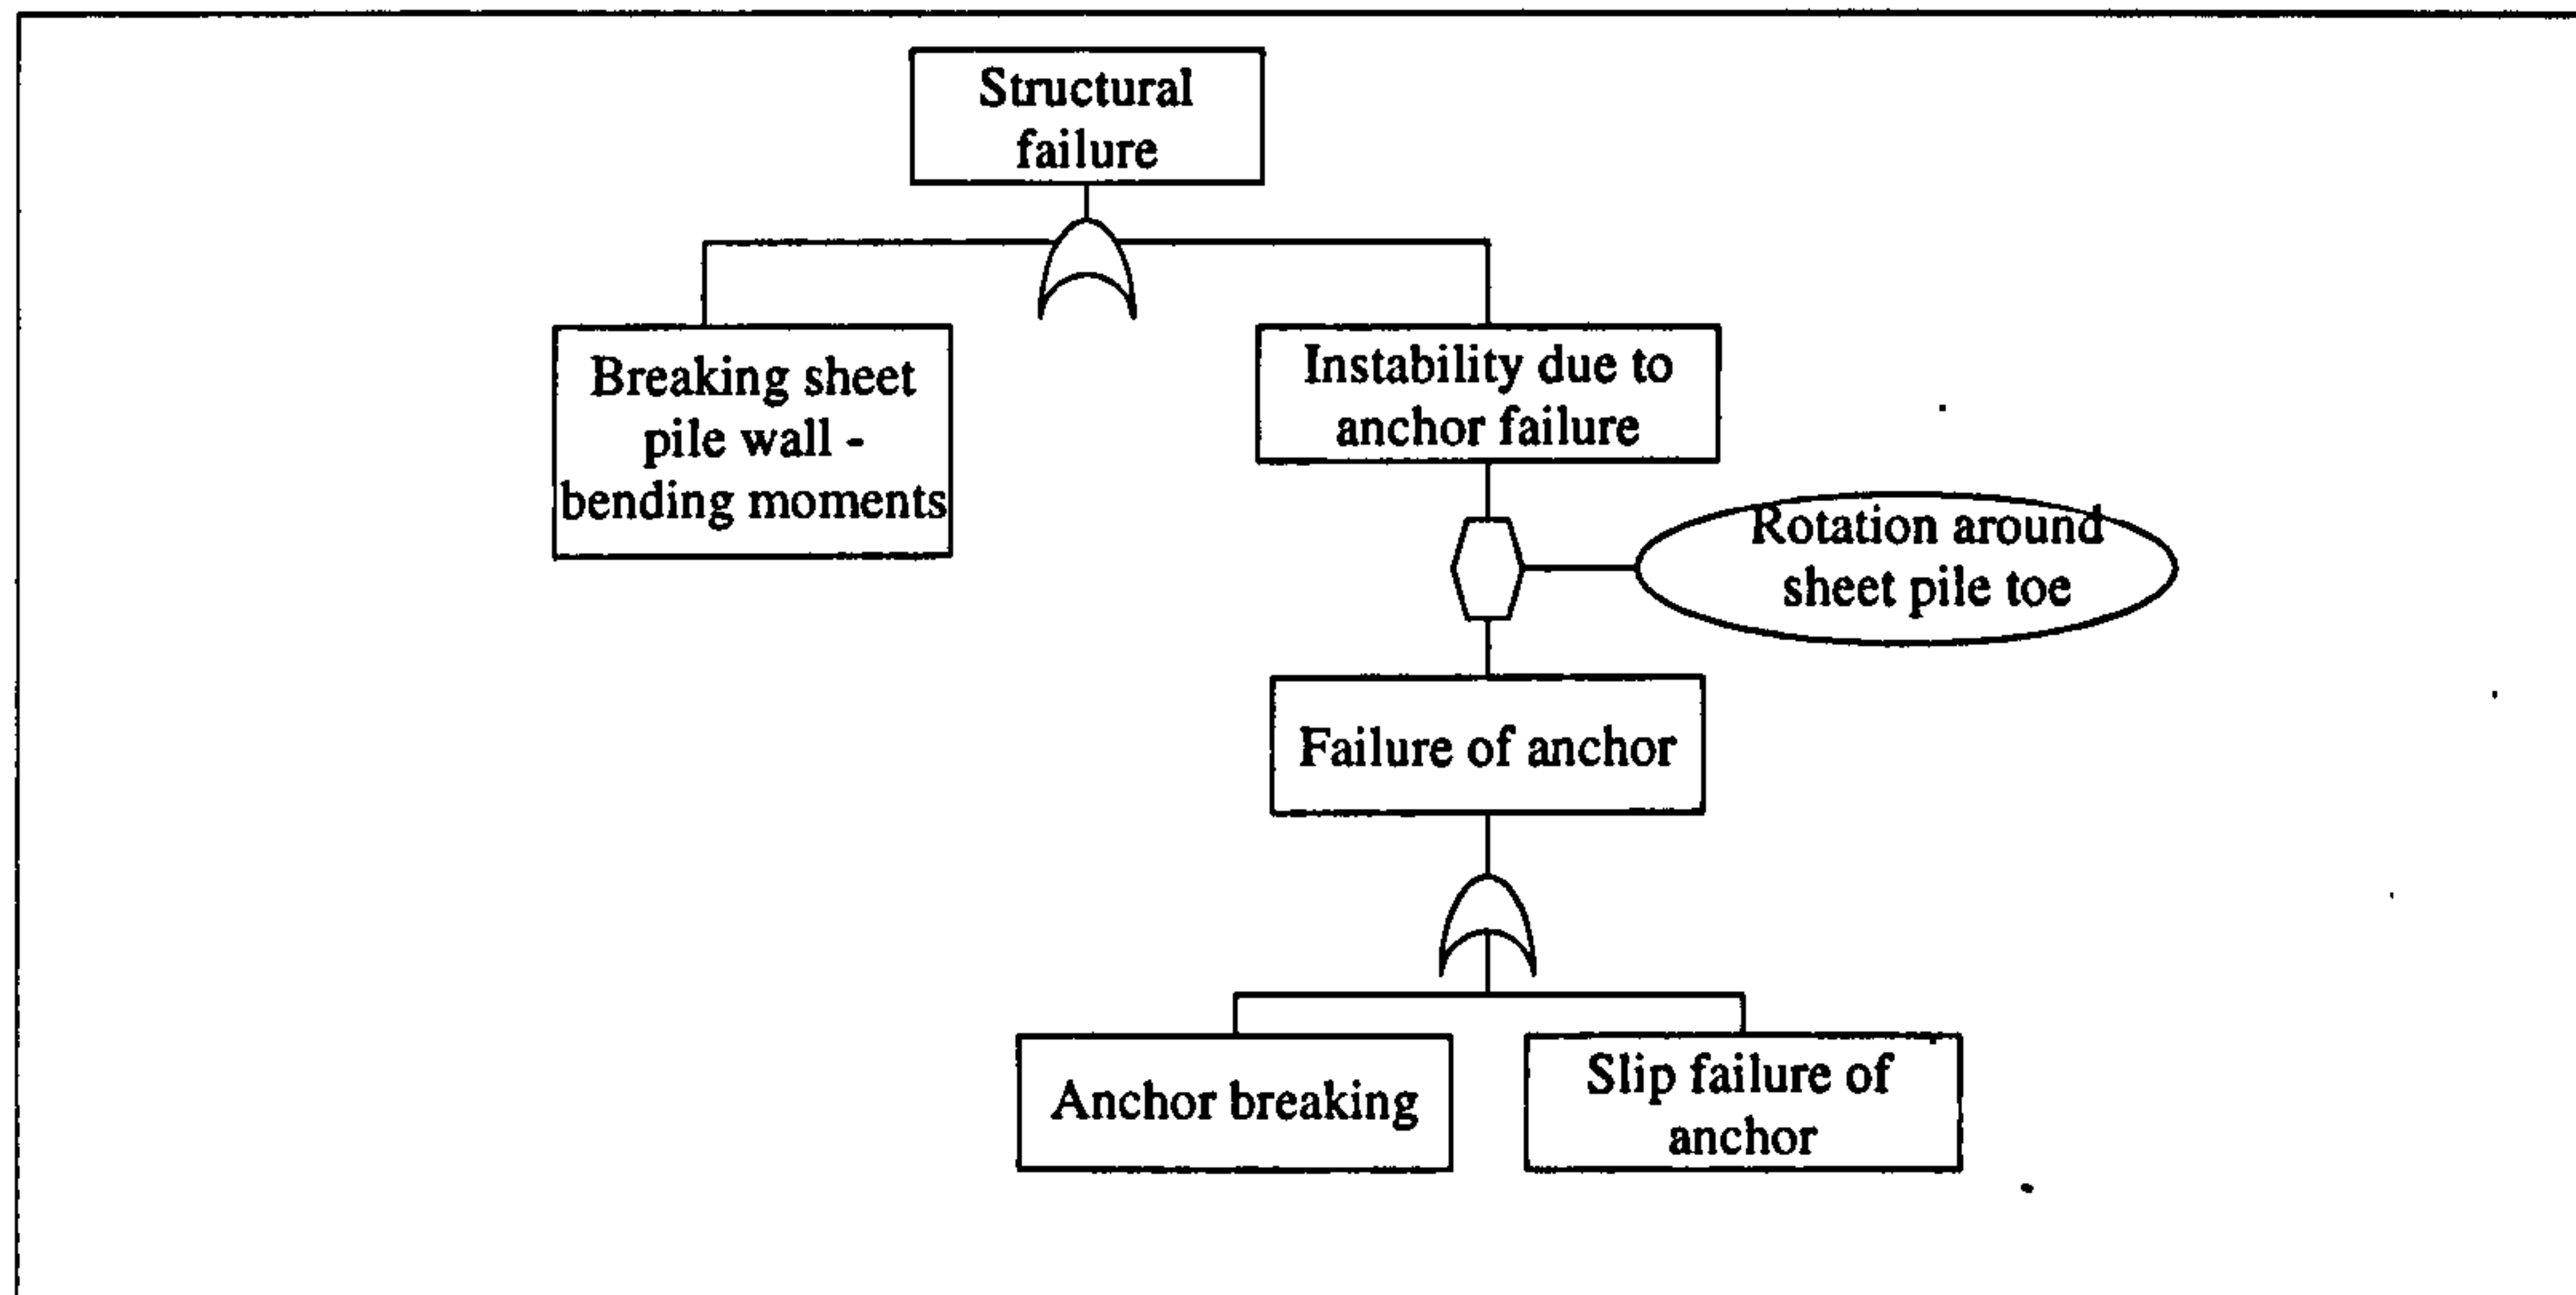 Structural
failure
Breaking sheet
pile wall -
bending moments
Instability due to
anchor failure
Rotation around
sheet pile toe
Failure of anchor
Anchor breaking
Slip failure of
anchor